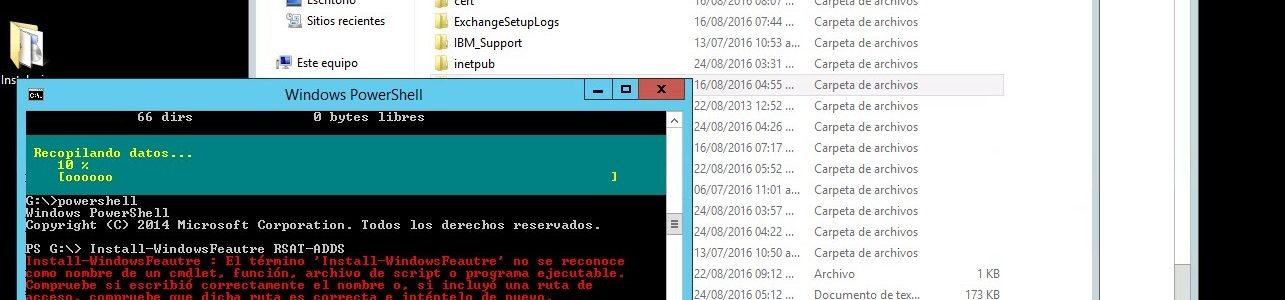 Escritorio
Sitios recientes
Este equipo
cert
ExchangeSetupLogs
IBM_Support
inetpub
16/08/2016 08:07 ... Carpeta de archivos
16/08/2016 07:44 ... Carpeta de archivos
13/07/2016 10:53 a... Carpeta de archivos
24/08/2016 03:31 ... Carpeta de archivos
16/08/2016 04:55 ... Carpeta de archivos
22/08/2013 12:52 ... Carpeta de archivos
24/08/2016 04:26 ... Carpeta de archivos
16/08/2016 07:17 ... Carpeta de archivos
22/08/2016 05:52 ... Carpeta de archivos
06/07/2016 11:01 a... Carpeta de archivos
24/08/2016 03:57 ... Carpeta de archivos
24/08/2016 04:22 ... Carpeta de archivos
13/07/2016 10:50 a... Carpeta de archivos
22/08/2016 09:12 ... Archivo 1 KB
24/08/2016 05:12 ... Documento de tex... 173 KB
Windows PowerShell
66 dirs 0 bytes libres
Recopilando datos...
10 %
[oooooo ]
G:\>powershell
Windows PowerShell
Copyright (C) 2014 Microsoft Corporation. Todos los derechos reservados.
PS G:\> Install-WindowsFeautre RSAT-ADDS
Install-WindowsFeautre : El término 'Install-WindowsFeautre' no se reconoce
como nombre de un cmdlet, función, archivo de script o programa ejecutable.
Compruebe si escribió correctamente el nombre o, si incluyó una ruta de
acceso, compruebe que dicha ruta es correcta e inténtelo de nuevo.